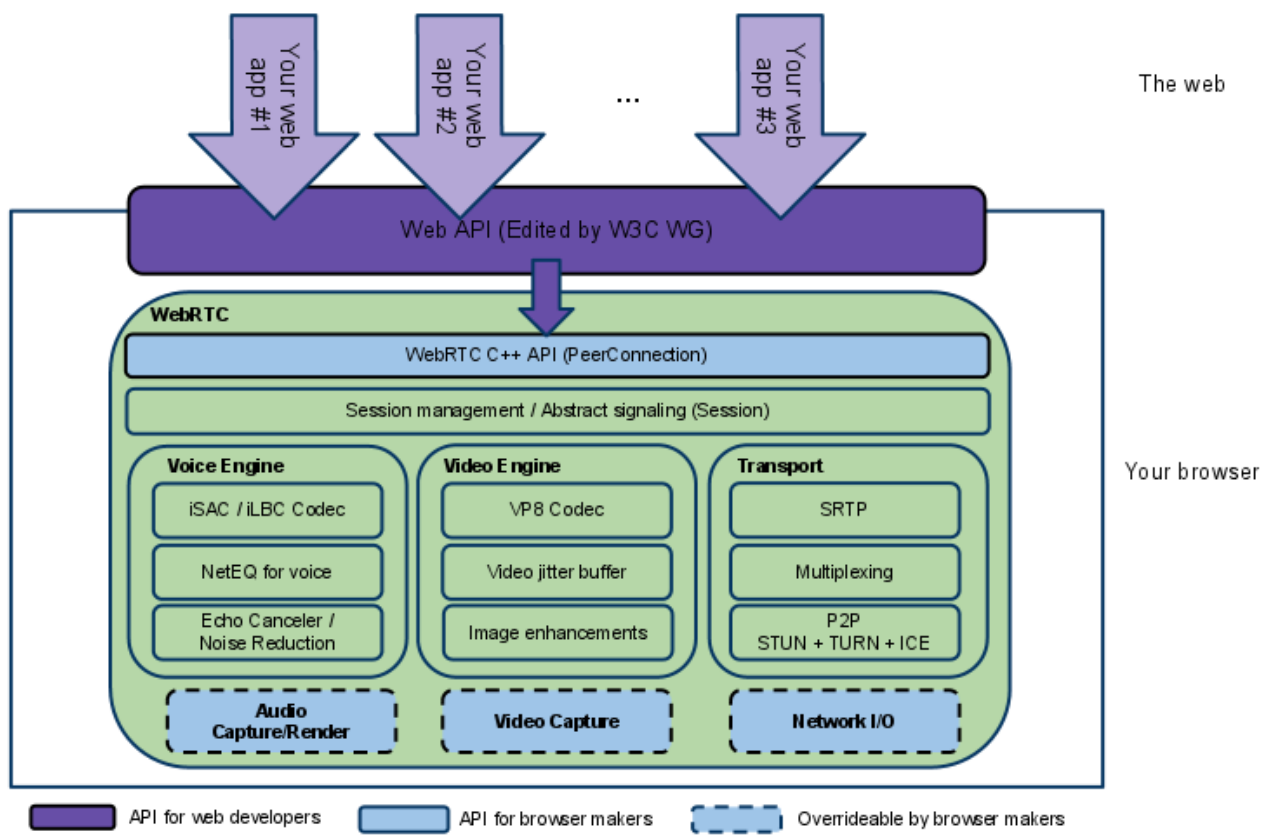 Your web
app #1
Your web
app #2
...
Your web
app #3
The web
Web API (Edited by W3C WG)
WebRTC
WebRTC C++ API (PeerConnection)
Session management / Abstract signaling (Session)
Your browser
Voice Engine
iSAC / iLBC Codec
NetEQ for voice
Echo Canceler /
Noise Reduction
Video Engine
VP8 Codec
Video jitter buffer
Image enhancements
Transport
SRTP
Multiplexing
P2P
STUN + TURN + ICE
Audio
Capture/Render
Video Capture
Network I/O
API for web developers
API for browser makers
Overrideable by browser makers